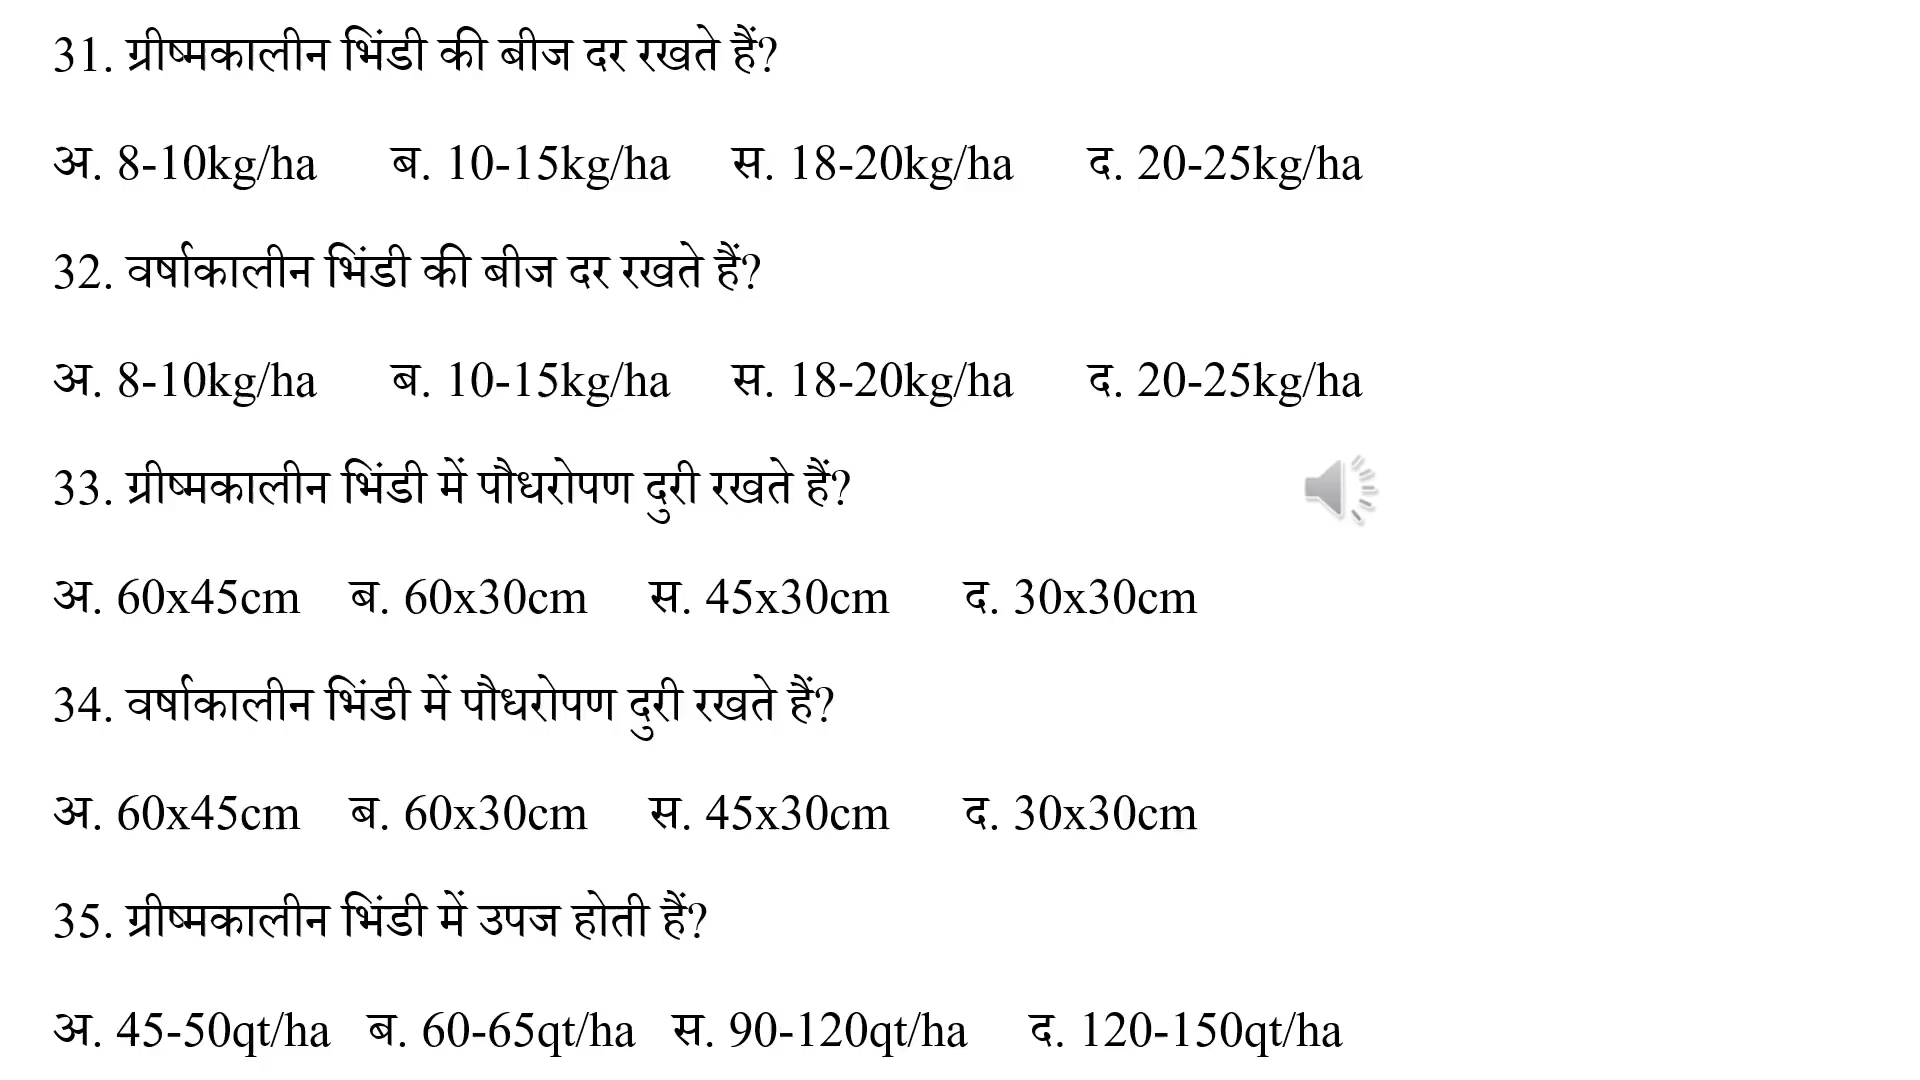 31. ग्रीष्मकालीन भिंडी की बीज दर रखते हैं?
अ. 8-10kg/ha ब. 10-15kg/ha स. 18-20kg/ha द. 20-25kg/ha
32. वर्षाकालीन भिंडी की बीज दर रखते हैं?
अ. 8-10kg/ha ब. 10-15kg/ha स. 18-20kg/ha द. 20-25kg/ha
33. ग्रीष्मकालीन भिंडी में पौधरोपण दुरी रखते हैं?
अ. 60x45cm ब. 60x30cm स. 45x30cm द. 30x30cm
34. वर्षाकालीन भिंडी में पौधरोपण दुरी रखते हैं?
अ. 60x45cm ब. 60x30cm स. 45x30cm द. 30x30cm
35. ग्रीष्मकालीन भिंडी में उपज होती हैं?
अ. 45-50qt/ha ब. 60-65qt/ha स. 90-120qt/ha द. 120-150qt/ha